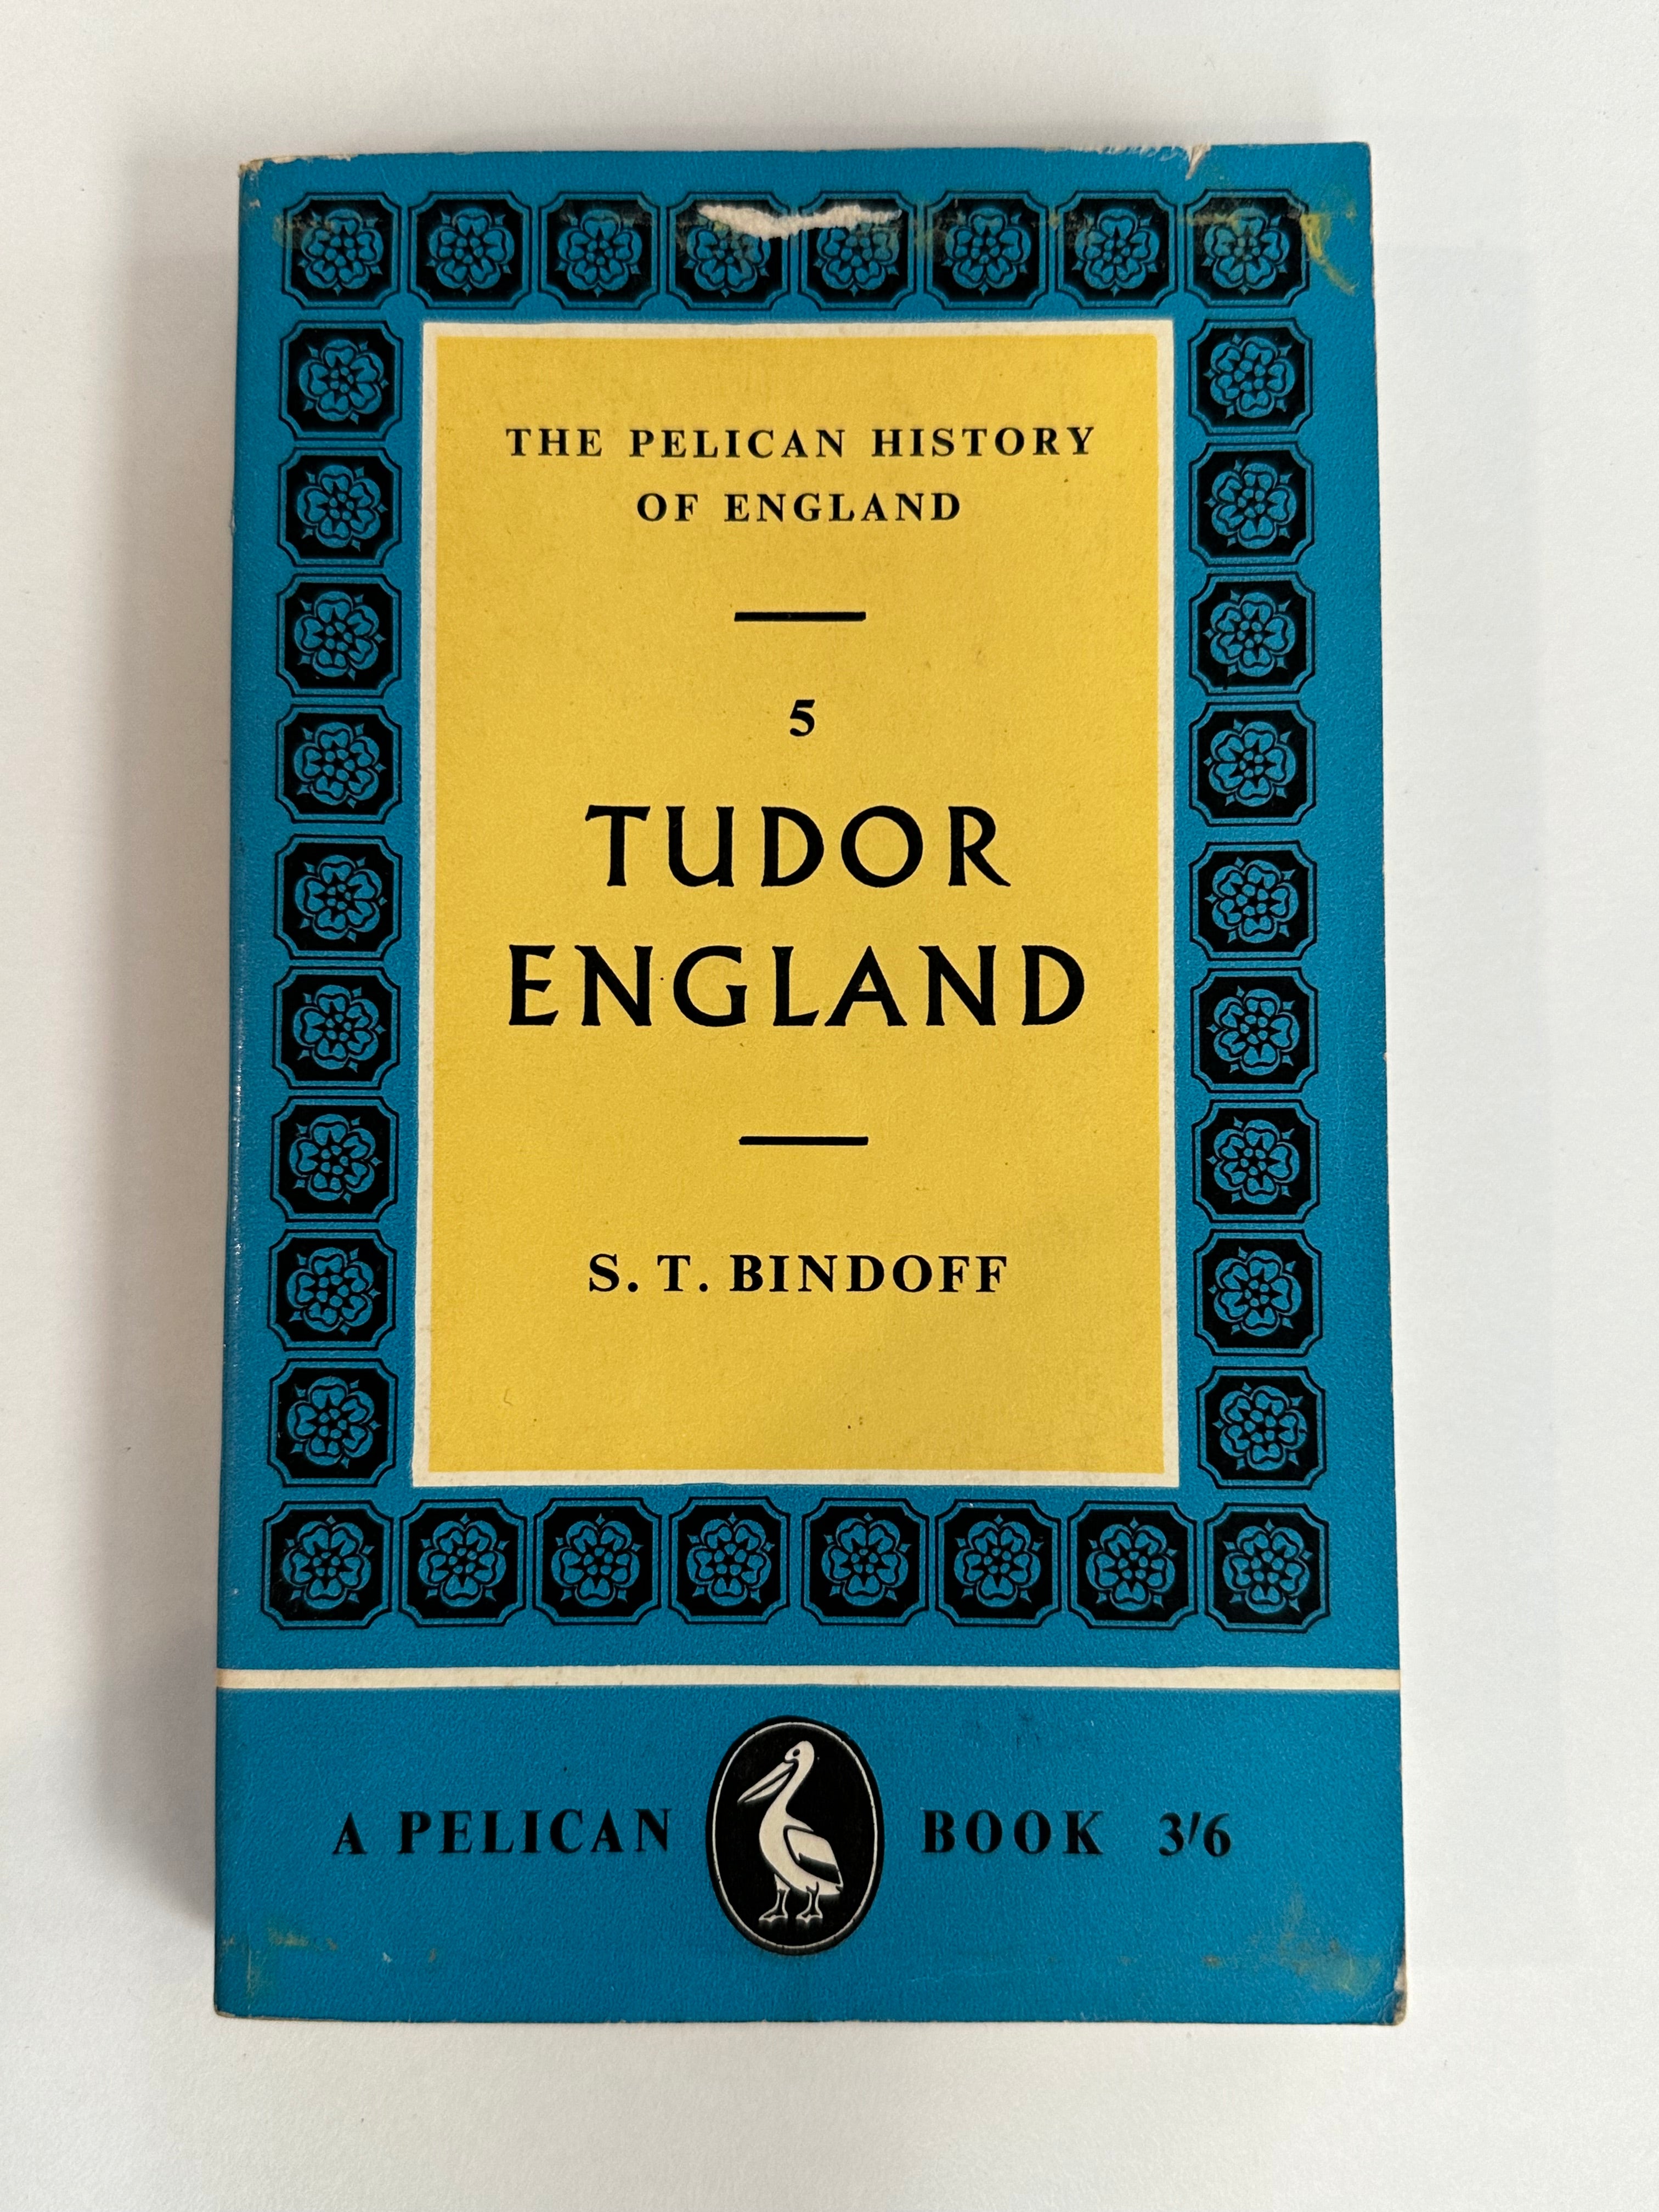 THE PELICAN HISTORY
OF ENGLAND
5
TUDOR
ENGLAND
S. T. BINDOFF
A PELICAN BOOK 3'6